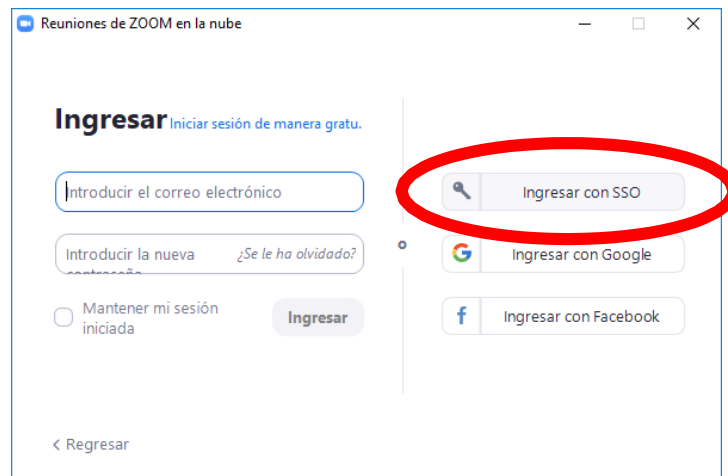 Reuniones de ZOOM en la nube
Ingresar Iniciar sesión de manera gratu.
Introducir el correo electrónico
Introducir la nueva contraseña
¿Se le ha olvidado?
Mantener mi sesión
iniciada
Ingresar
o
Ingresar con SSO
G Ingresar con Google
f Ingresar con Facebook
< Regresar